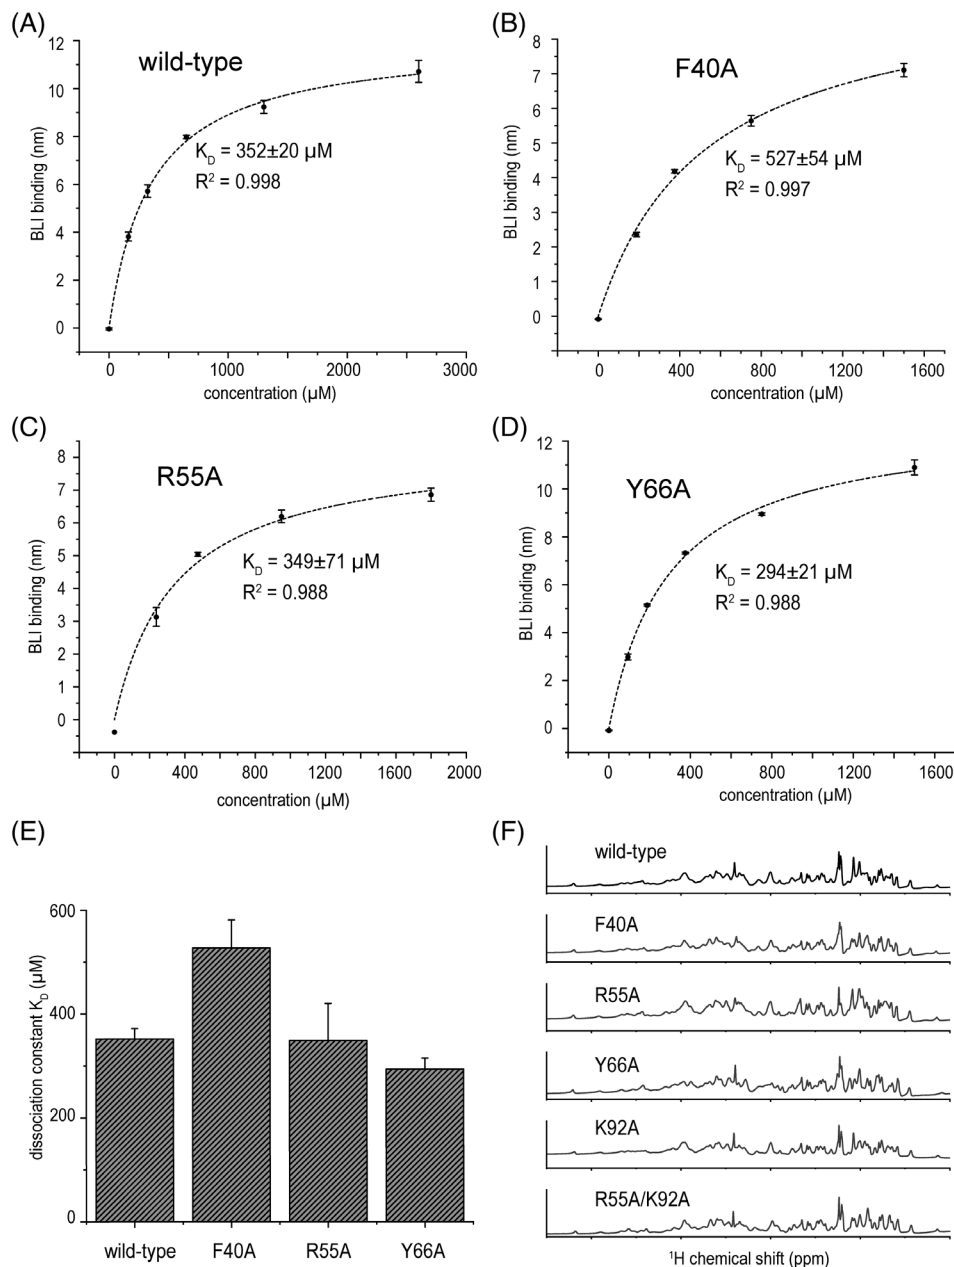 (A)
wild-type
K_D = 352±20 µM
R² = 0.998
BLI binding (nm)
12
10
8
6
4
2
0
0 1000 2000 3000
concentration (µM)
(B)
F40A
K_D = 527±54 µM
R² = 0.997
BLI binding (nm)
8
7
6
5
4
3
2
1
0
0 400 800 1200 1600
concentration (µM)
(C)
R55A
K_D = 349±71 µM
R² = 0.988
BLI binding (nm)
8
7
6
5
4
3
2
1
0
0 400 800 1200 1600 2000
concentration (µM)
(D)
Y66A
K_D = 294±21 µM
R² = 0.988
BLI binding (nm)
12
10
8
6
4
2
0
0 400 800 1200 1600
concentration (µM)
(E)
dissociation constant K_D (µM)
600
400
200
0
wild-type F40A R55A Y66A
(F)
wild-type
F40A
R55A
Y66A
K92A
R55A/K92A
¹H chemical shift (ppm)